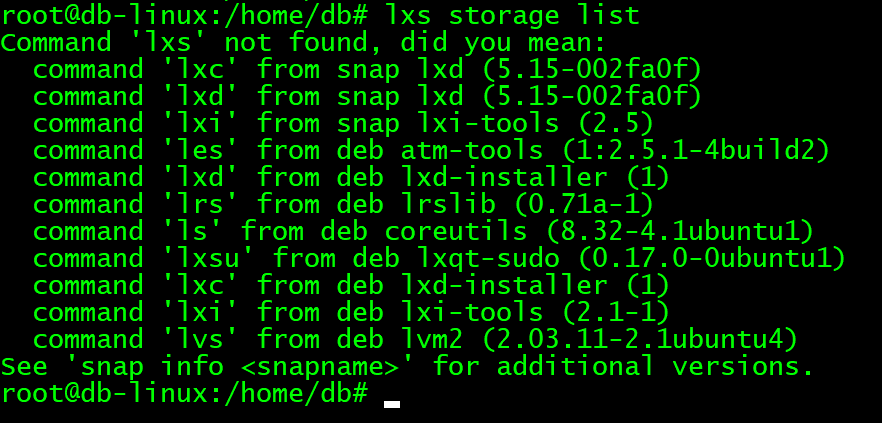 root@db-linux:/home/db# lxs storage list
Command 'lxs' not found, did you mean:
  command 'lxc' from snap lxd (5.15-002fa0f)
  command 'lxd' from snap lxd (5.15-002fa0f)
  command 'lxi' from snap lxi-tools (2.5)
  command 'les' from deb atm-tools (1:2.5.1-4build2)
  command 'lxd' from deb lxd-installer (1)
  command 'lrs' from deb lrslib (0.71a-1)
  command 'ls' from deb coreutils (8.32-4.1ubuntu1)
  command 'lxsu' from deb lxqt-sudo (0.17.0-0ubuntu1)
  command 'lxc' from deb lxd-installer (1)
  command 'lxi' from deb lxi-tools (2.1-1)
  command 'lvs' from deb lvm2 (2.03.11-2.1ubuntu4)
See 'snap info <snapname>' for additional versions.
root@db-linux:/home/db#